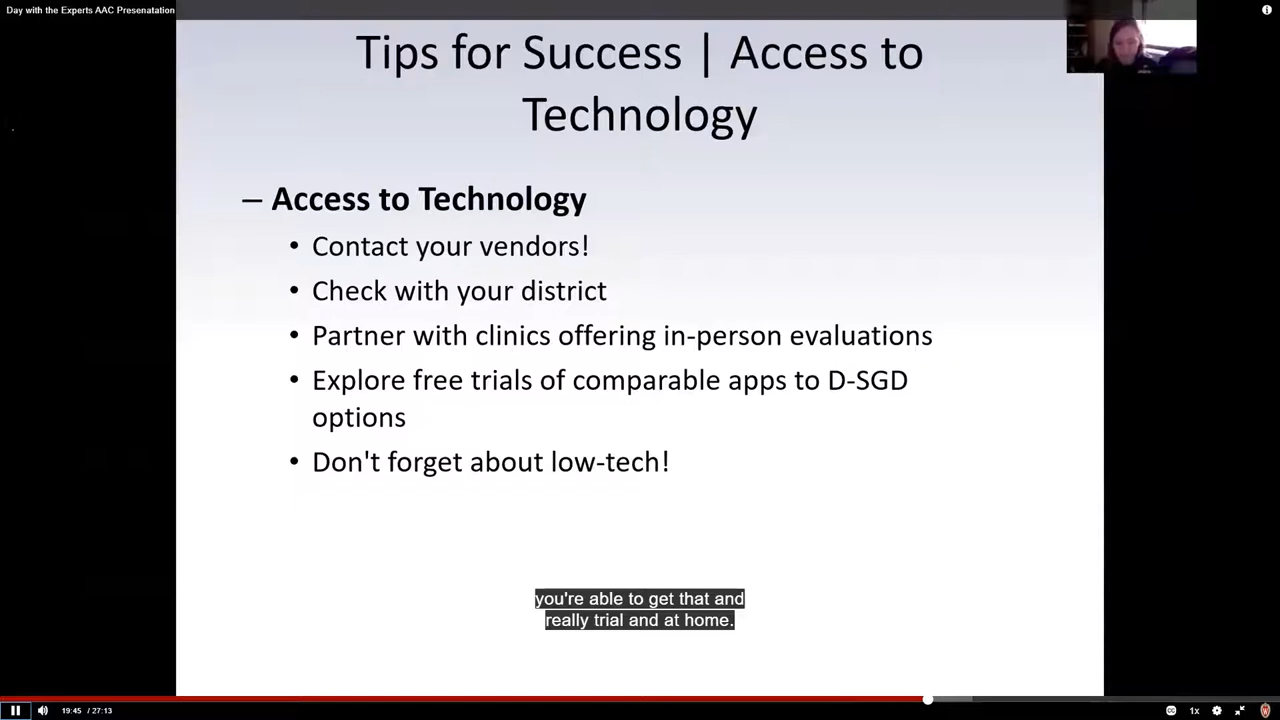 Day with the Experts AAC Presenatation
Tips for Success | Access to
Technology
– Access to Technology
• Contact your vendors!
• Check with your district
• Partner with clinics offering in-person evaluations
• Explore free trials of comparable apps to D-SGD
options
• Don't forget about low-tech!
you're able to get that and
really trial and at home.
19:45 / 27:13
CC
1x
W